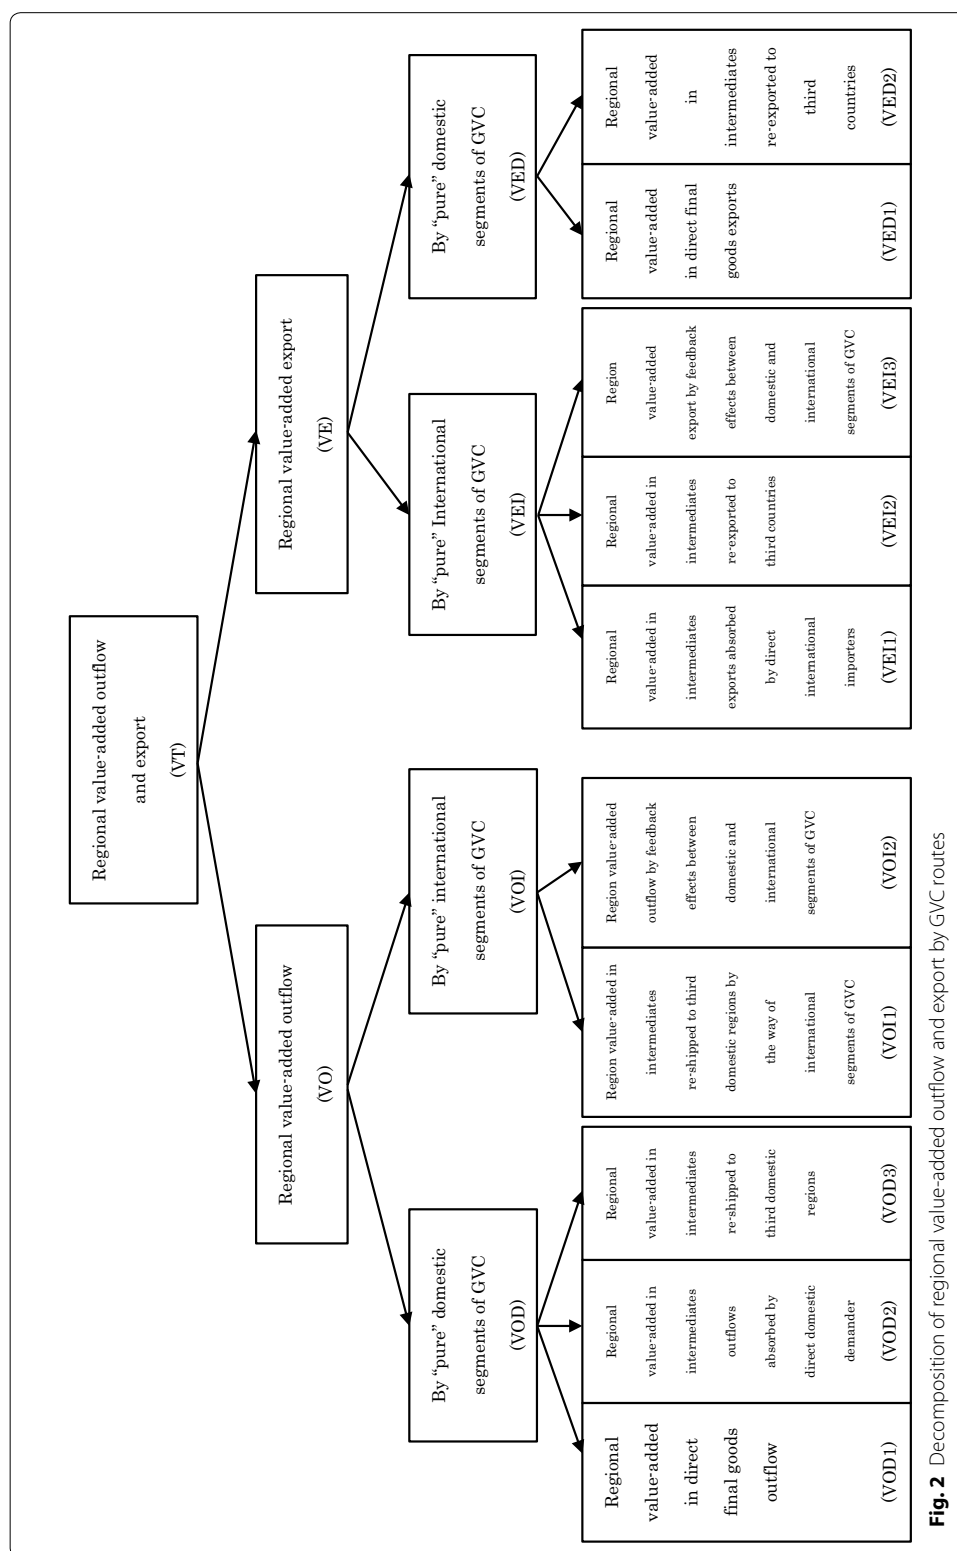 Regional value-added outflow
and export
(VT)
Regional value-added outflow
(VO)
Regional value-added export
(VE)
By “pure” domestic
segments of GVC
(VOD)
By “pure” international
segments of GVC
(VOI)
By “pure” International
segments of GVC
(VEI)
By “pure” domestic
segments of GVC
(VED)
Regional
value-added
in direct
final goods
outflow
(VOD1)
Regional
value-added in
intermediates
outflows
absorbed by
direct domestic
demander
(VOD2)
Regional
value-added in
intermediates
re-shipped to
third domestic
regions
(VOD3)
Region value-added in
intermediates
re-shipped to third
domestic regions by
the way of
international
segments of GVC
(VOI1)
Region value-added
outflow by feedback
effects between
domestic and
international
segments of GVC
(VOI2)
Regional
value-added in
intermediates
exports absorbed
by direct
international
importers
(VEI1)
Regional
value-added in
intermediates
re-exported to
third countries
(VEI2)
Region
value-added
export by feedback
effects between
domestic and
international
segments of GVC
(VEI3)
Regional
value-added
in direct final
goods exports
(VED1)
Regional
value-added
in
intermediates
re-exported to
third
countries
(VED2)
Fig. 2 Decomposition of regional value-added outflow and export by GVC routes